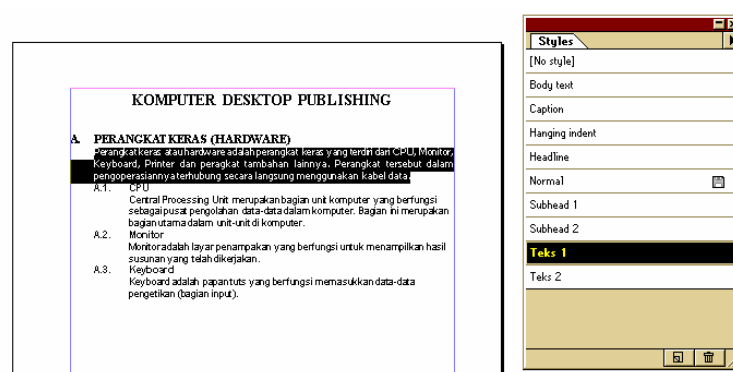 KOMPUTER DESKTOP PUBLISHING
A. PERANGKAT KERAS (HARDWARE)
Perangkat keras atau hardware adalah perangkat keras yang terdiri dari CPU, Monitor,
Keyboard, Printer dan peragkat tambahan lainnya. Perangkat tersebut dalam
pengoperasiannya terhubung secara langsung menggunakan kabel data.
A.1. CPU
Central Processing Unit merupakan bagian unit komputer yang berfungsi
sebagai pusat pengolahan data-data dalam komputer. Bagian ini merupakan
bagian utama dalam unit-unit di komputer.
A.2. Monitor
Monitor adalah layar penampakan yang berfungsi untuk menampilkan hasil
susunan yang telah dikerjakan.
A.3. Keyboard
Keyboard adalah papan tuts yang berfungsi memasukkan data-data
pengetikan (bagian input).
Styles
[No style]
Body text
Caption
Hanging indent
Headline
Normal
Subhead 1
Subhead 2
Teks 1
Teks 2